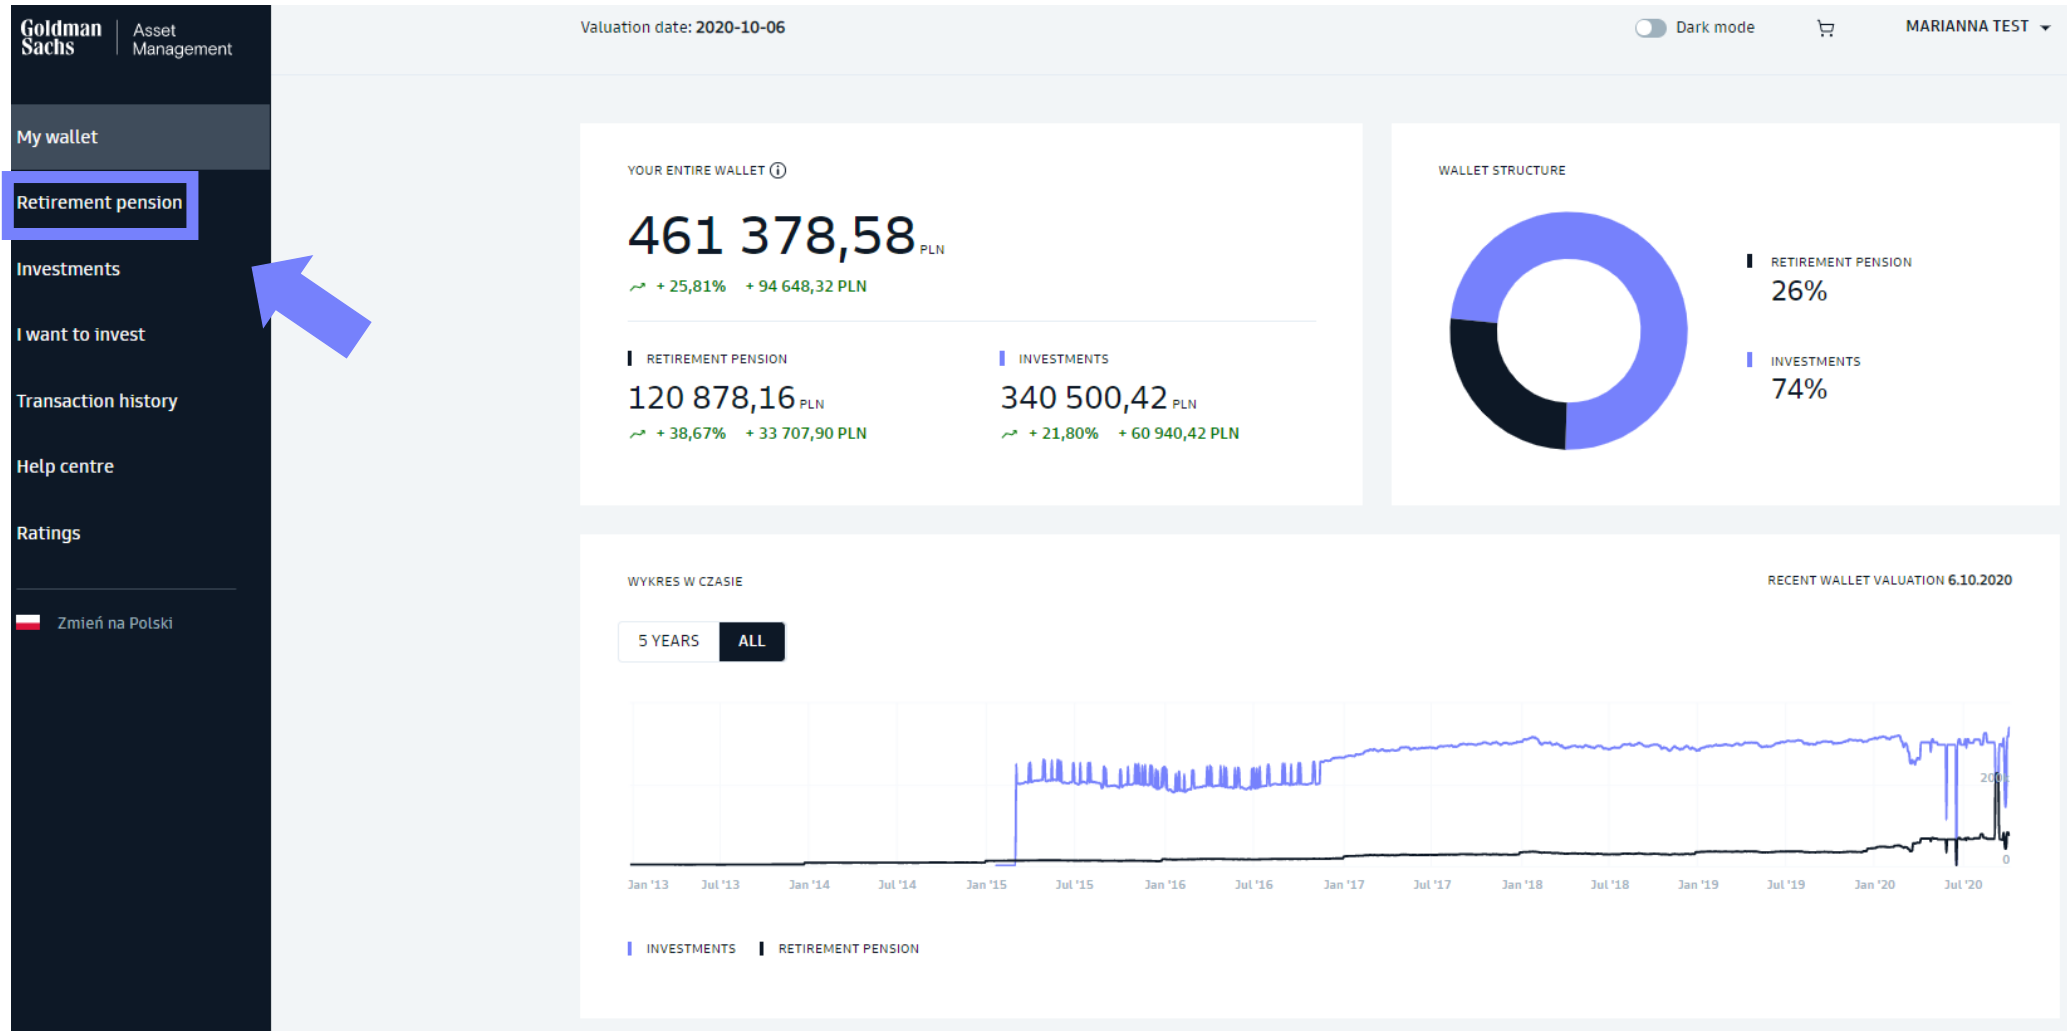 Goldman Sachs Asset Management
Valuation date: 2020-10-06
Dark mode
MARIANNA TEST
My wallet
Retirement pension
Investments
I want to invest
Transaction history
Help centre
Ratings
Zmień na Polski
YOUR ENTIRE WALLET
461 378,58 PLN
+ 25,81% + 94 648,32 PLN
RETIREMENT PENSION
120 878,16 PLN
+ 38,67% + 33 707,90 PLN
INVESTMENTS
340 500,42 PLN
+ 21,80% + 60 940,42 PLN
WALLET STRUCTURE
RETIREMENT PENSION
26%
INVESTMENTS
74%
WYKRES W CZASIE
RECENT WALLET VALUATION 6.10.2020
5 YEARS ALL
200k
0
Jan '13 Jul '13 Jan '14 Jul '14 Jan '15 Jul '15 Jan '16 Jul '16 Jan '17 Jul '17 Jan '18 Jul '18 Jan '19 Jul '19 Jan '20 Jul '20
INVESTMENTS RETIREMENT PENSION